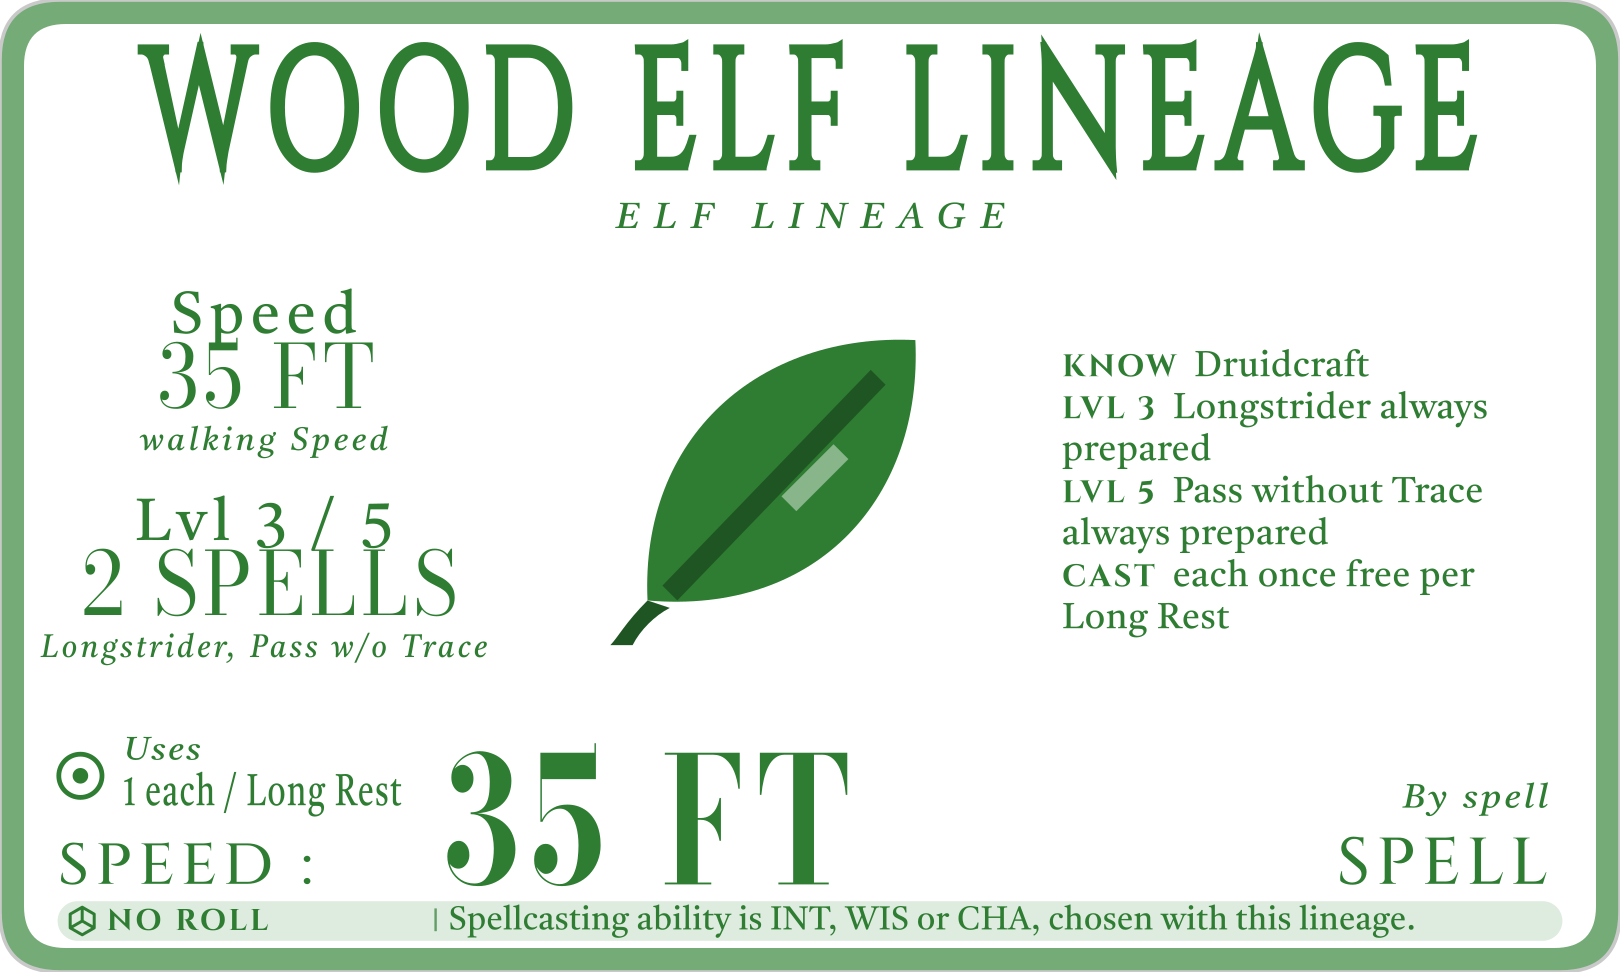 WOOD ELF LINEAGE
ELF LINEAGE
Speed
35 FT
walking Speed
Lvl 3 / 5
2 SPELLS
Longstrider, Pass w/o Trace
KNOW Druidcraft
LVL 3 Longstrider always
prepared
LVL 5 Pass without Trace
always prepared
CAST each once free per
Long Rest
Uses
1 each / Long Rest
SPEED : 35 FT
By spell
SPELL
NO ROLL | Spellcasting ability is INT, WIS or CHA, chosen with this lineage.